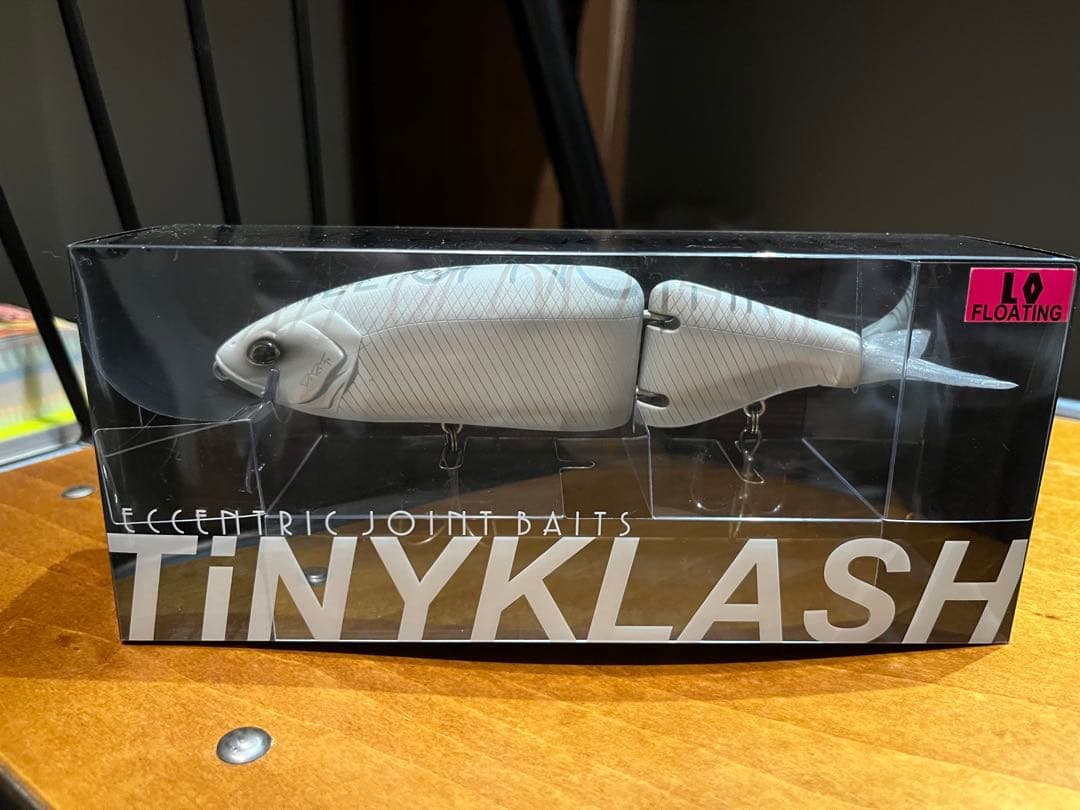 LO
FLOATING
ECCENTRIC JOINT BAITS
TiNYKLASH